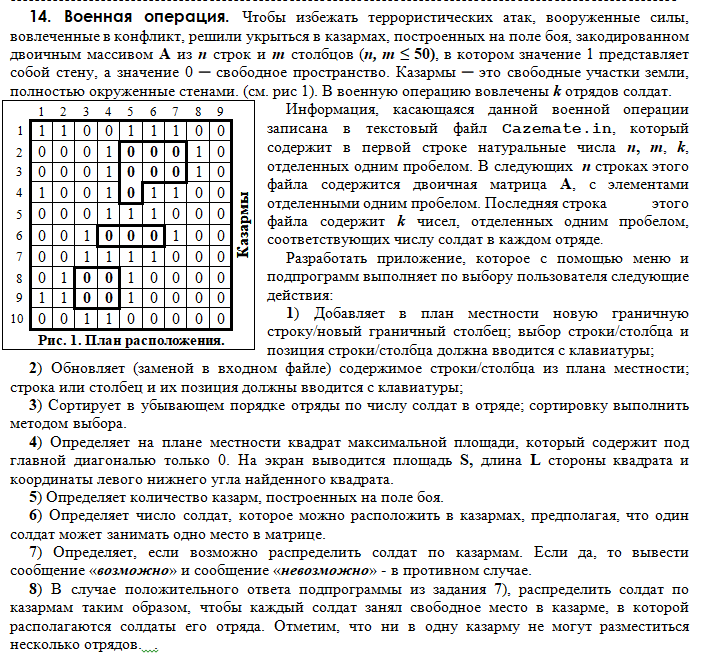 14. Военная операция. Чтобы избежать террористических атак, вооруженные силы,
вовлеченные в конфликт, решили укрыться в казармах, построенных на поле боя, закодированном
двоичным массивом А из n строк и m столбцов (n, m ≤ 50), в котором значение 1 представляет
собой стену, а значение 0 — свободное пространство. Казармы — это свободные участки земли,
полностью окруженные стенами. (см. рис 1). В военную операцию вовлечены k отрядов солдат.
1 2 3 4 5 6 7 8 9
1 1 1 0 0 1 1 1 0 0
2 0 0 0 1 0 0 0 1 0
3 0 0 0 1 0 0 0 1 0
4 1 0 0 1 0 1 1 0 0
5 0 0 0 1 1 1 0 0 0
6 0 0 1 0 0 0 1 0 0
7 0 0 1 1 1 1 0 0 0
8 0 1 0 0 1 0 0 0 0
9 1 1 0 0 1 0 0 0 0
10 0 0 1 1 0 0 0 0 0
Казармы
Рис. 1. План расположения.
Информация, касающаяся данной военной операции
записана в текстовый файл Cazemate.in, который
содержит в первой строке натуральные числа n, m, k,
отделенных одним пробелом. В следующих n строках этого
файла содержится двоичная матрица А, с элементами
отделенными одним пробелом. Последняя строка этого
файла содержит k чисел, отделенных одним пробелом,
соответствующих числу солдат в каждом отряде.
Разработать приложение, которое с помощью меню и
подпрограмм выполняет по выбору пользователя следующие
действия:
1) Добавляет в план местности новую граничную
строку/новый граничный столбец; выбор строки/столбца и
позиция строки/столбца должна вводится с клавиатуры;
2) Обновляет (заменой в входном файле) содержимое строки/столбца из плана местности;
строка или столбец и их позиция должны вводится с клавиатуры;
3) Сортирует в убывающем порядке отряды по числу солдат в отряде; сортировку выполнить
методом выбора.
4) Определяет на плане местности квадрат максимальной площади, который содержит под
главной диагональю только 0. На экран выводится площадь S, длина L стороны квадрата и
координаты левого нижнего угла найденного квадрата.
5) Определяет количество казарм, построенных на поле боя.
6) Определяет число солдат, которое можно расположить в казармах, предполагая, что один
солдат может занимать одно место в матрице.
7) Определяет, если возможно распределить солдат по казармам. Если да, то вывести
сообщение «возможно» и сообщение «невозможно» - в противном случае.
8) В случае положительного ответа подпрограммы из задания 7), распределить солдат по
казармам таким образом, чтобы каждый солдат занял свободное место в казарме, в которой
располагаются солдаты его отряда. Отметим, что ни в одну казарму не могут разместиться
несколько отрядов. .